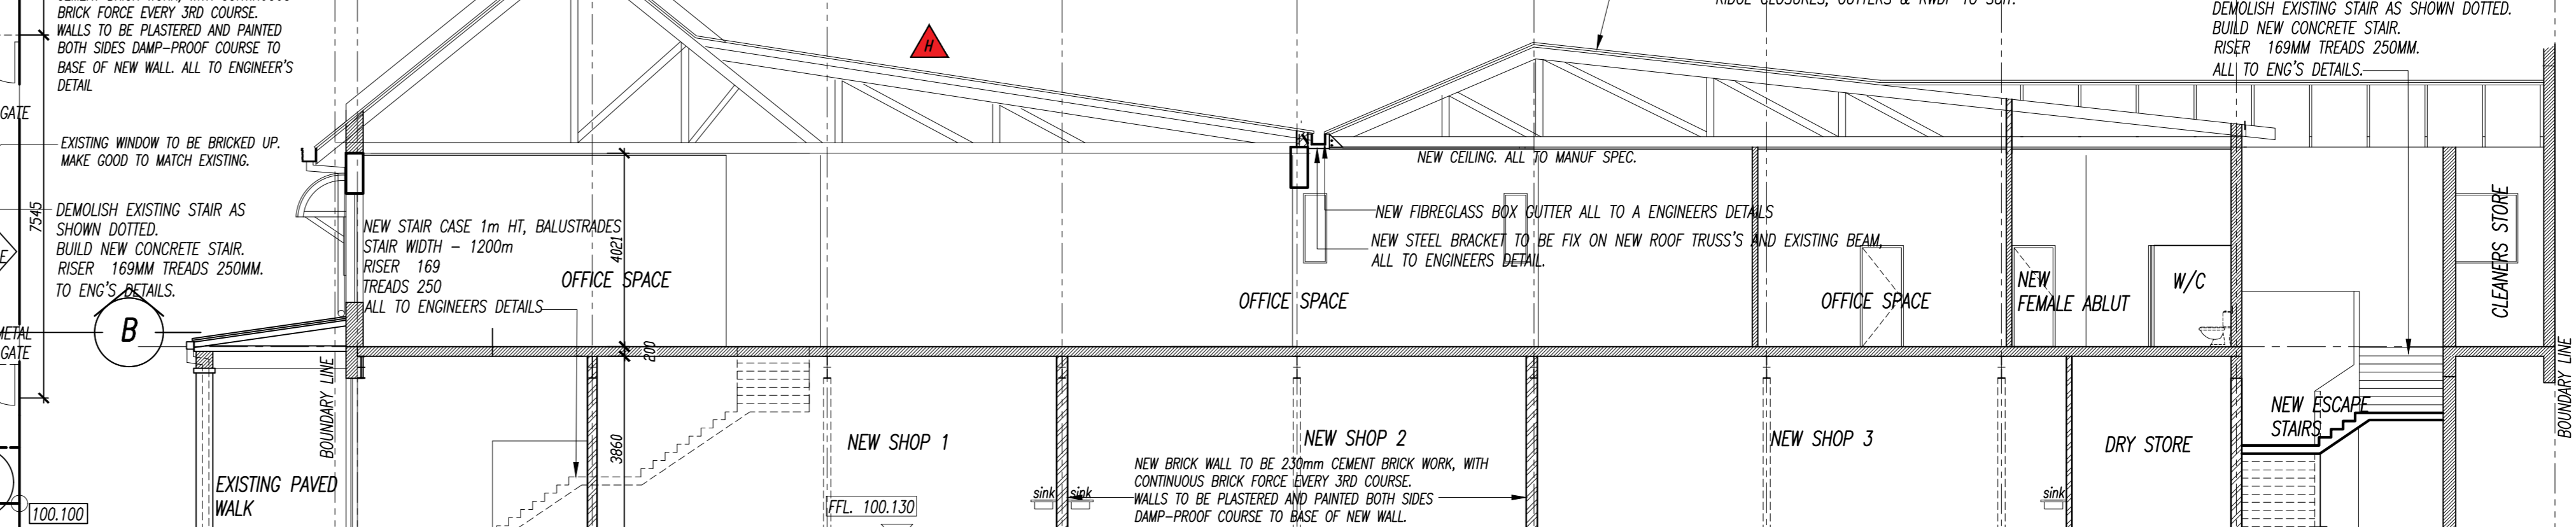 BRICK FORCE EVERY 3RD COURSE.
WALLS TO BE PLASTERED AND PAINTED
BOTH SIDES DAMP-PROOF COURSE TO
BASE OF NEW WALL. ALL TO ENGINEER'S
DETAIL
GATE
EXISTING WINDOW TO BE BRICKED UP.
MAKE GOOD TO MATCH EXISTING.
7545
DEMOLISH EXISTING STAIR AS
SHOWN DOTTED.
BUILD NEW CONCRETE STAIR.
RISER 169MM TREADS 250MM.
TO ENG'S DETAILS.
B
METAL
GATE
100.100
H
RIDGE CLOSURES, GUTTERS & RWDP TO SUIT.
DEMOLISH EXISTING STAIR AS SHOWN DOTTED.
BUILD NEW CONCRETE STAIR.
RISER 169MM TREADS 250MM.
ALL TO ENG'S DETAILS.
NEW STAIR CASE 1m HT, BALUSTRADES
STAIR WIDTH - 1200m
RISER 169
TREADS 250
ALL TO ENGINEERS DETAILS
4021
OFFICE SPACE
200
NEW CEILING. ALL TO MANUF SPEC.
NEW FIBREGLASS BOX GUTTER ALL TO A ENGINEERS DETAILS
NEW STEEL BRACKET TO BE FIX ON NEW ROOF TRUSS'S AND EXISTING BEAM,
ALL TO ENGINEERS DETAIL.
OFFICE SPACE
OFFICE SPACE
NEW
FEMALE ABLUT
W/C
CLEANERS STORE
BOUNDARY LINE
EXISTING PAVED
WALK
3860
NEW SHOP 1
FFL. 100.130
NEW SHOP 2
NEW BRICK WALL TO BE 230mm CEMENT BRICK WORK, WITH
CONTINUOUS BRICK FORCE EVERY 3RD COURSE.
WALLS TO BE PLASTERED AND PAINTED BOTH SIDES
DAMP-PROOF COURSE TO BASE OF NEW WALL.
sink
sink
NEW SHOP 3
sink
DRY STORE
NEW ESCAPE
STAIRS
BOUNDARY LINE